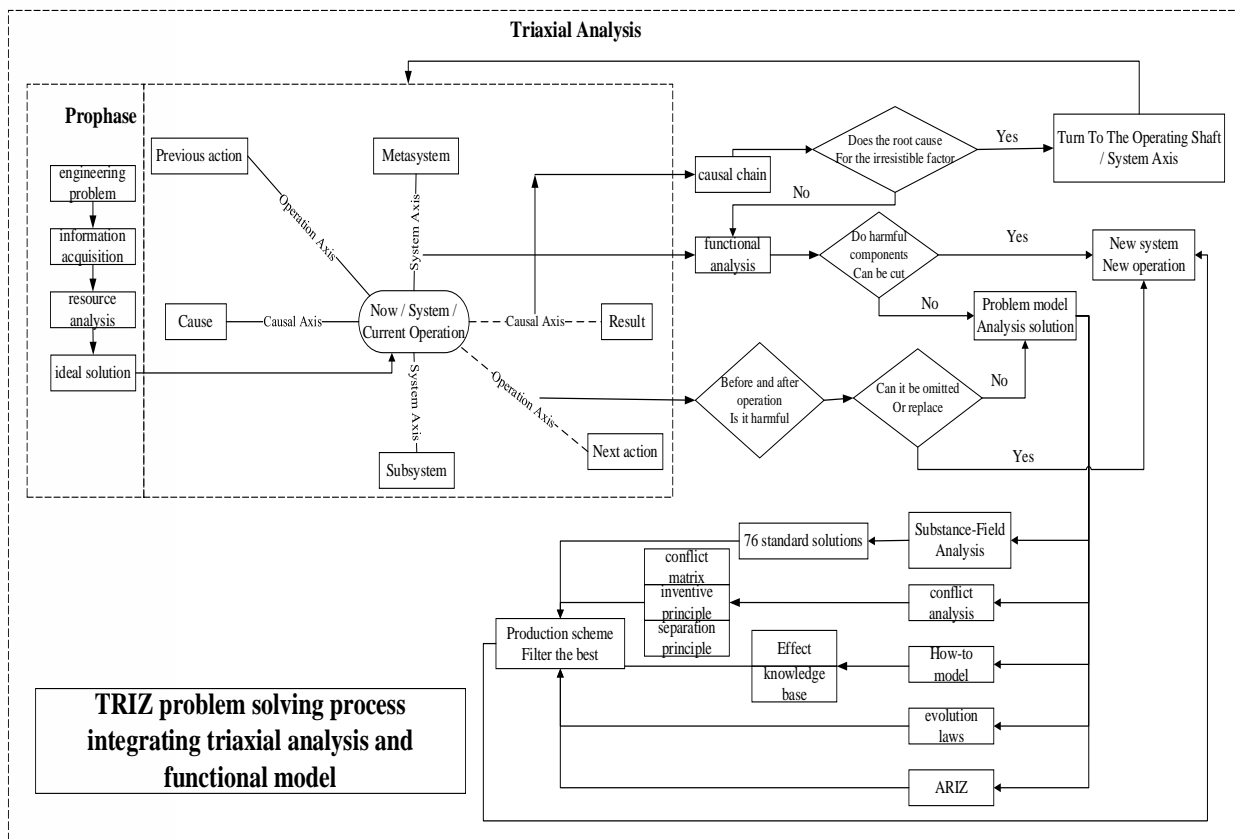 Triaxial Analysis
Prophase
engineering
problem
information
acquisition
resource
analysis
ideal solution
Previous action
Metasystem
Operation Axis
System Axis
Cause
Causal Axis
Now / System /
Current Operation
Causal Axis
Result
System Axis
Operation Axis
Subsystem
Next action
causal chain
Does the root cause
For the irresistible factor
Yes
Turn To The Operating Shaft
/ System Axis
No
functional
analysis
Do harmful
components
Can be cut
Yes
New system
New operation
No
Problem model
Analysis solution
Before and after
operation
Is it harmful
Can it be omitted
Or replace
No
Yes
76 standard solutions
Substance-Field
Analysis
conflict
matrix
inventive principle
separation
principle
conflict
analysis
Production scheme
Filter the best
Effect
knowledge
base
How-to
model
evolution
laws
ARIZ
TRIZ problem solving process
integrating triaxial analysis and
functional model